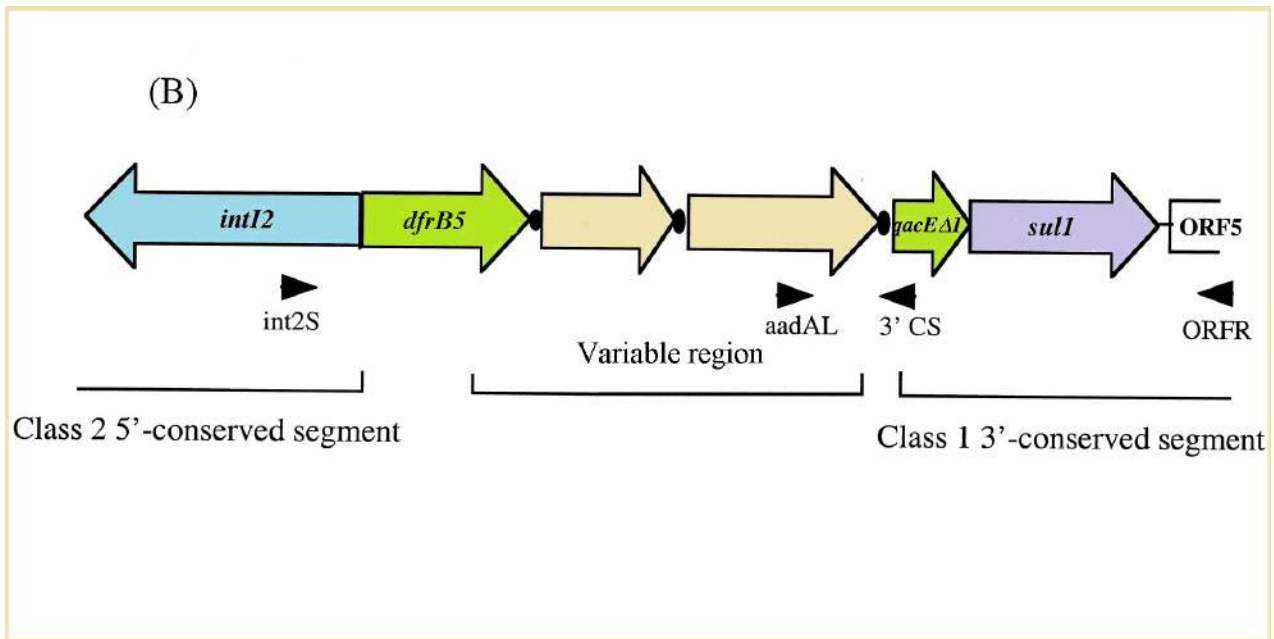 (B)
intI2 dfrB5 qacEΔ1 sul1 ORF5
int2S aadAL 3’ CS ORFR
Variable region
Class 2 5’-conserved segment Class 1 3’-conserved segment